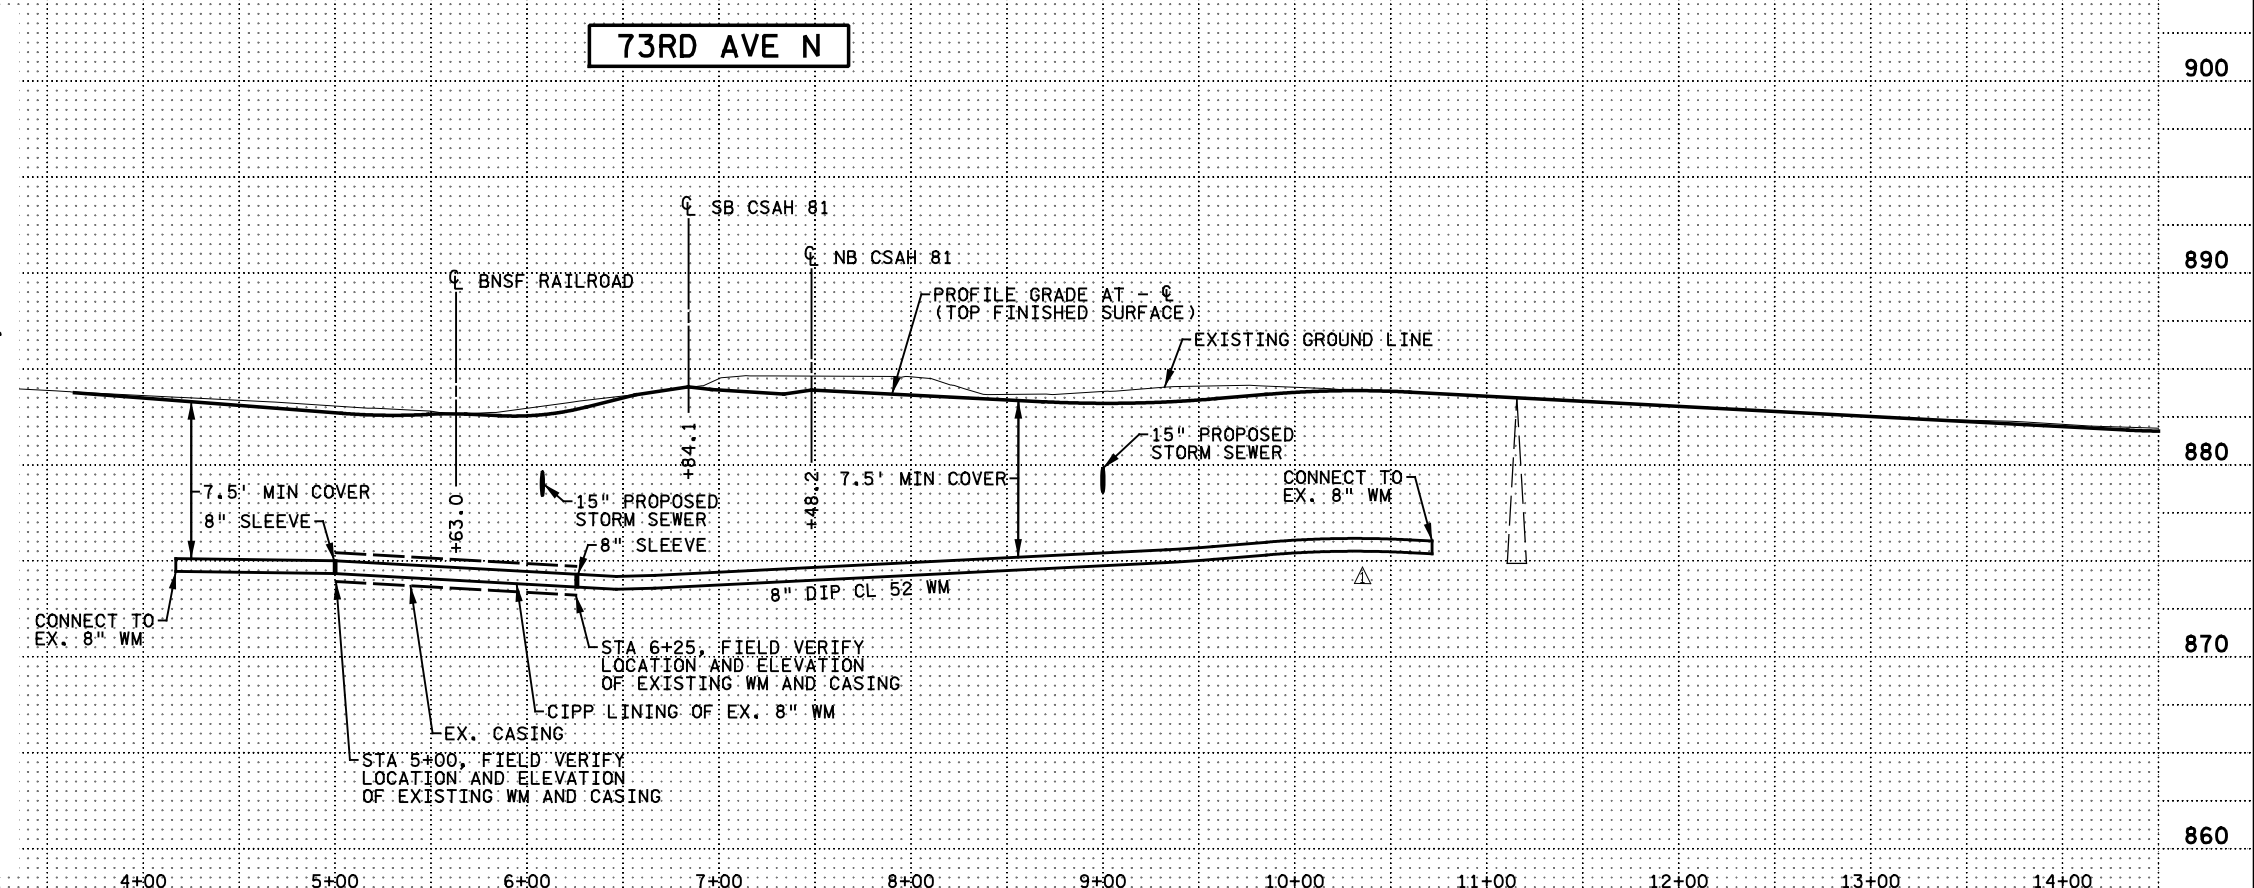 73RD AVE N
900
℄ SB CSAH 81
℄ NB CSAH 81
890
℄ BNSF RAILROAD
PROFILE GRADE AT - ℄
(TOP FINISHED SURFACE)
EXISTING GROUND LINE
+84.1
15" PROPOSED
STORM SEWER
880
7.5' MIN COVER
+48.2
7.5' MIN COVER
CONNECT TO
EX. 8" WM
+63.0
15" PROPOSED
STORM SEWER
8" SLEEVE
8" SLEEVE
1
8" DIP CL 52 WM
CONNECT TO
EX. 8" WM
STA 6+25, FIELD VERIFY
LOCATION AND ELEVATION
OF EXISTING WM AND CASING
870
CIPP LINING OF EX. 8" WM
EX. CASING
STA 5+00, FIELD VERIFY
LOCATION AND ELEVATION
OF EXISTING WM AND CASING
860
4+00 5+00 6+00 7+00 8+00 9+00 10+00 11+00 12+00 13+00 14+00